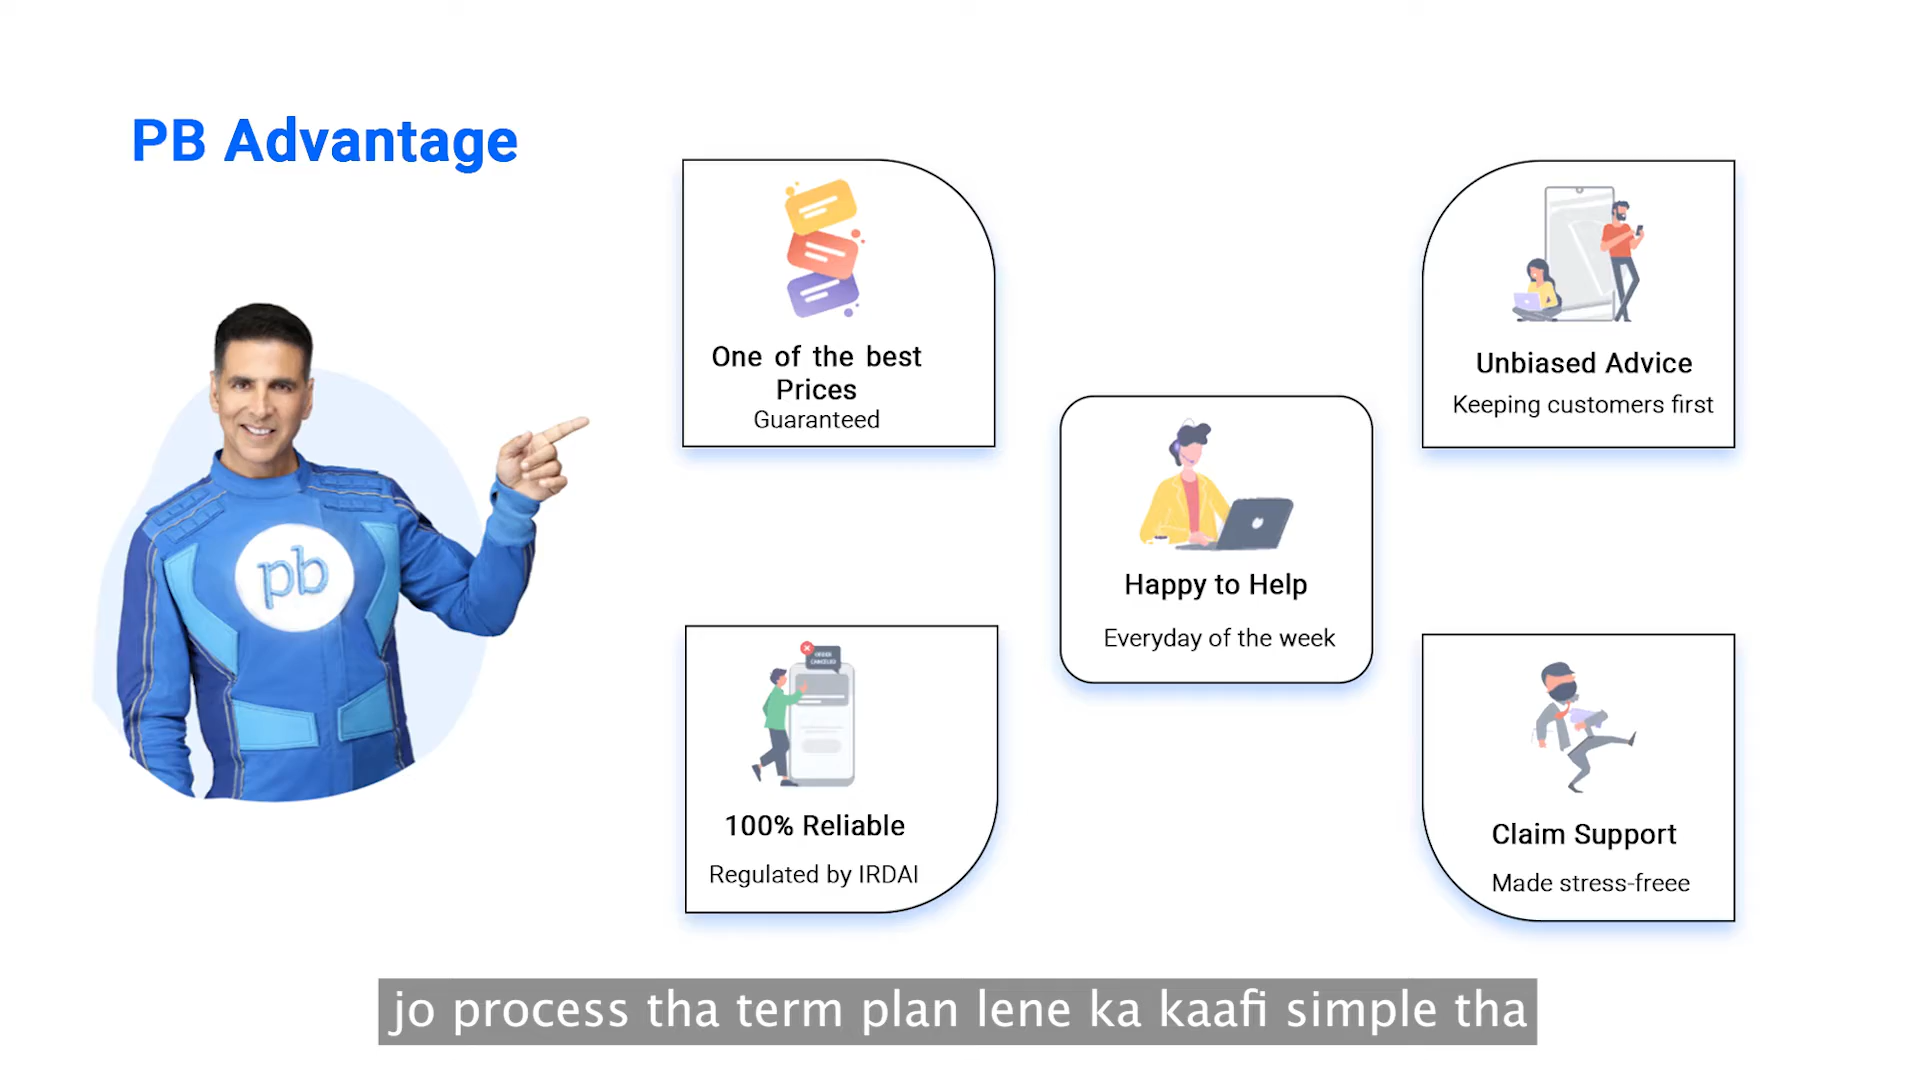 PB Advantage
pb
One of the best
Prices
Guaranteed
Unbiased Advice
Keeping customers first
Happy to Help
Everyday of the week
ORDER
CANCELED
100% Reliable
Regulated by IRDAI
Claim Support
Made stress-freee
jo process tha term plan lene ka kaafi simple tha